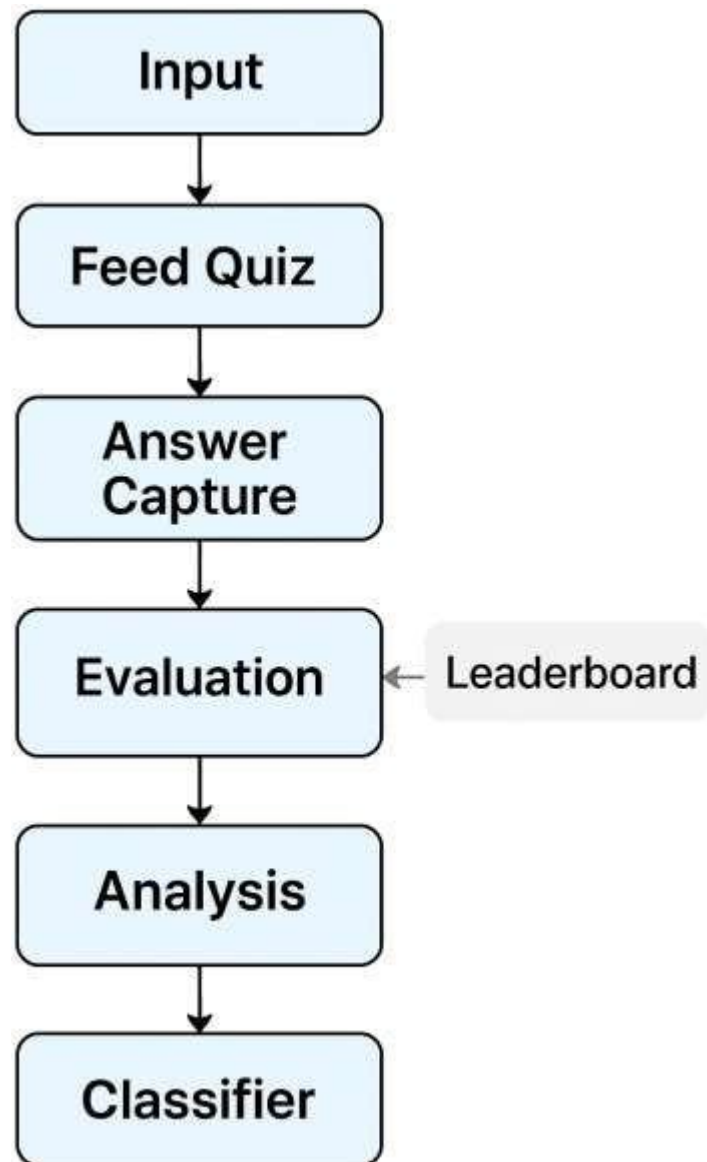 Input
Feed Quiz
Answer
Capture
Evaluation
Leaderboard
Analysis
Classifier